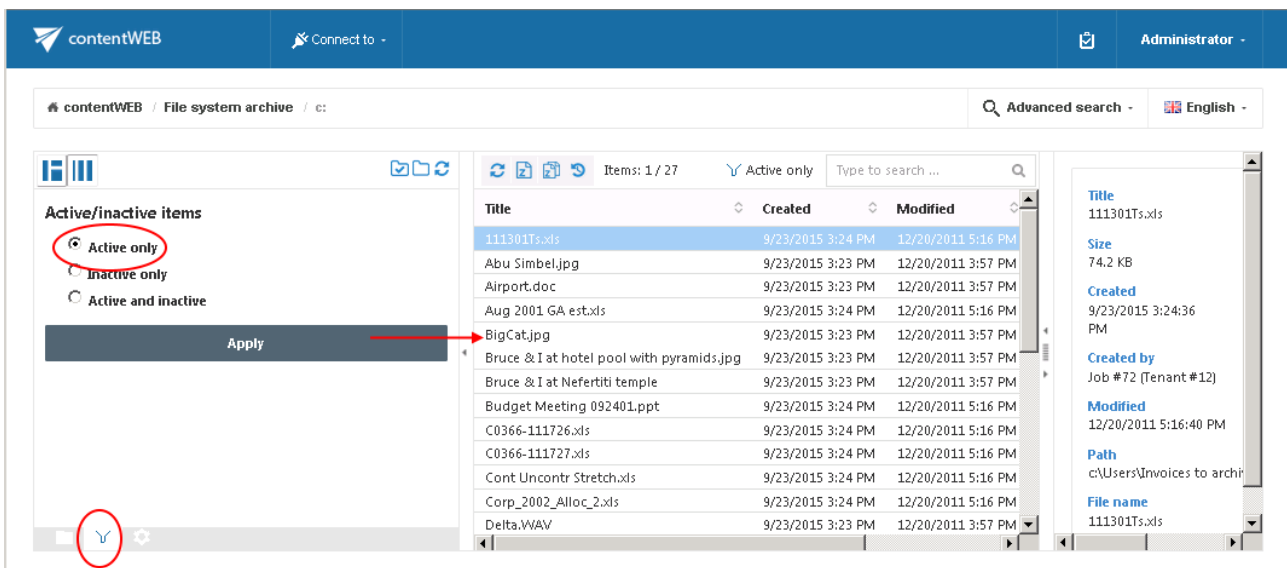 contentWEB Connect to Administrator
contentWEB / File system archive / c: Advanced search English
Items: 1 / 27 Active only Type to search ...
Active/inactive items
Active only
Inactive only
Active and inactive
Apply
Title Created Modified
111301Ts.xls 9/23/2015 3:24 PM 12/20/2011 5:16 PM
Abu Simbel.jpg 9/23/2015 3:23 PM 12/20/2011 3:57 PM
Airport.doc 9/23/2015 3:23 PM 12/20/2011 3:57 PM
Aug 2001 GA est.xls 9/23/2015 3:24 PM 12/20/2011 5:16 PM
BigCat.jpg 9/23/2015 3:23 PM 12/20/2011 3:57 PM
Bruce & I at hotel pool with pyramids.jpg 9/23/2015 3:23 PM 12/20/2011 3:57 PM
Bruce & I at Nefertiti temple 9/23/2015 3:23 PM 12/20/2011 3:57 PM
Budget Meeting 092401.ppt 9/23/2015 3:24 PM 12/20/2011 5:16 PM
C0366-111726.xls 9/23/2015 3:24 PM 12/20/2011 5:16 PM
C0366-111727.xls 9/23/2015 3:24 PM 12/20/2011 5:16 PM
Cont Uncontr Stretch.xls 9/23/2015 3:24 PM 12/20/2011 5:16 PM
Corp_2002_Alloc_2.xls 9/23/2015 3:24 PM 12/20/2011 5:16 PM
Delta.WAV 9/23/2015 3:23 PM 12/20/2011 3:57 PM
Title
111301Ts.xls
Size
74.2 KB
Created
9/23/2015 3:24:36
PM
Created by
Job #72 (Tenant #12)
Modified
12/20/2011 5:16:40 PM
Path
c:\Users\Invoices to archi
File name
111301Ts.xls